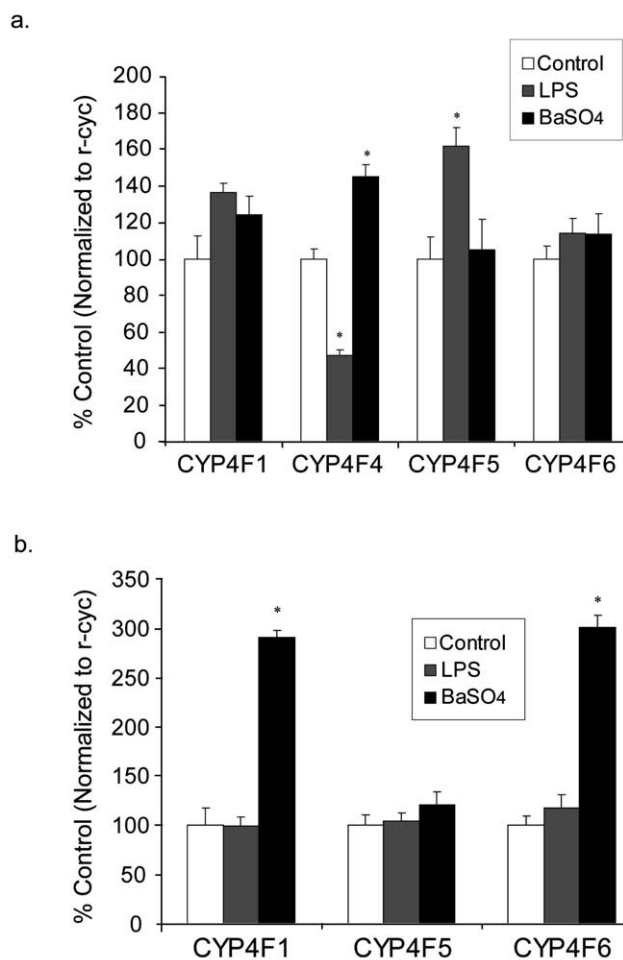 a.
% Control (Normalized to r-cyc)
200
180
160
140
120
100
80
60
40
20
0
Control
LPS
BaSO4
*
*
*
CYP4F1 CYP4F4 CYP4F5 CYP4F6
b.
% Control (Normalized to r-cyc)
350
300
250
200
150
100
50
0
*
*
Control
LPS
BaSO4
CYP4F1 CYP4F5 CYP4F6